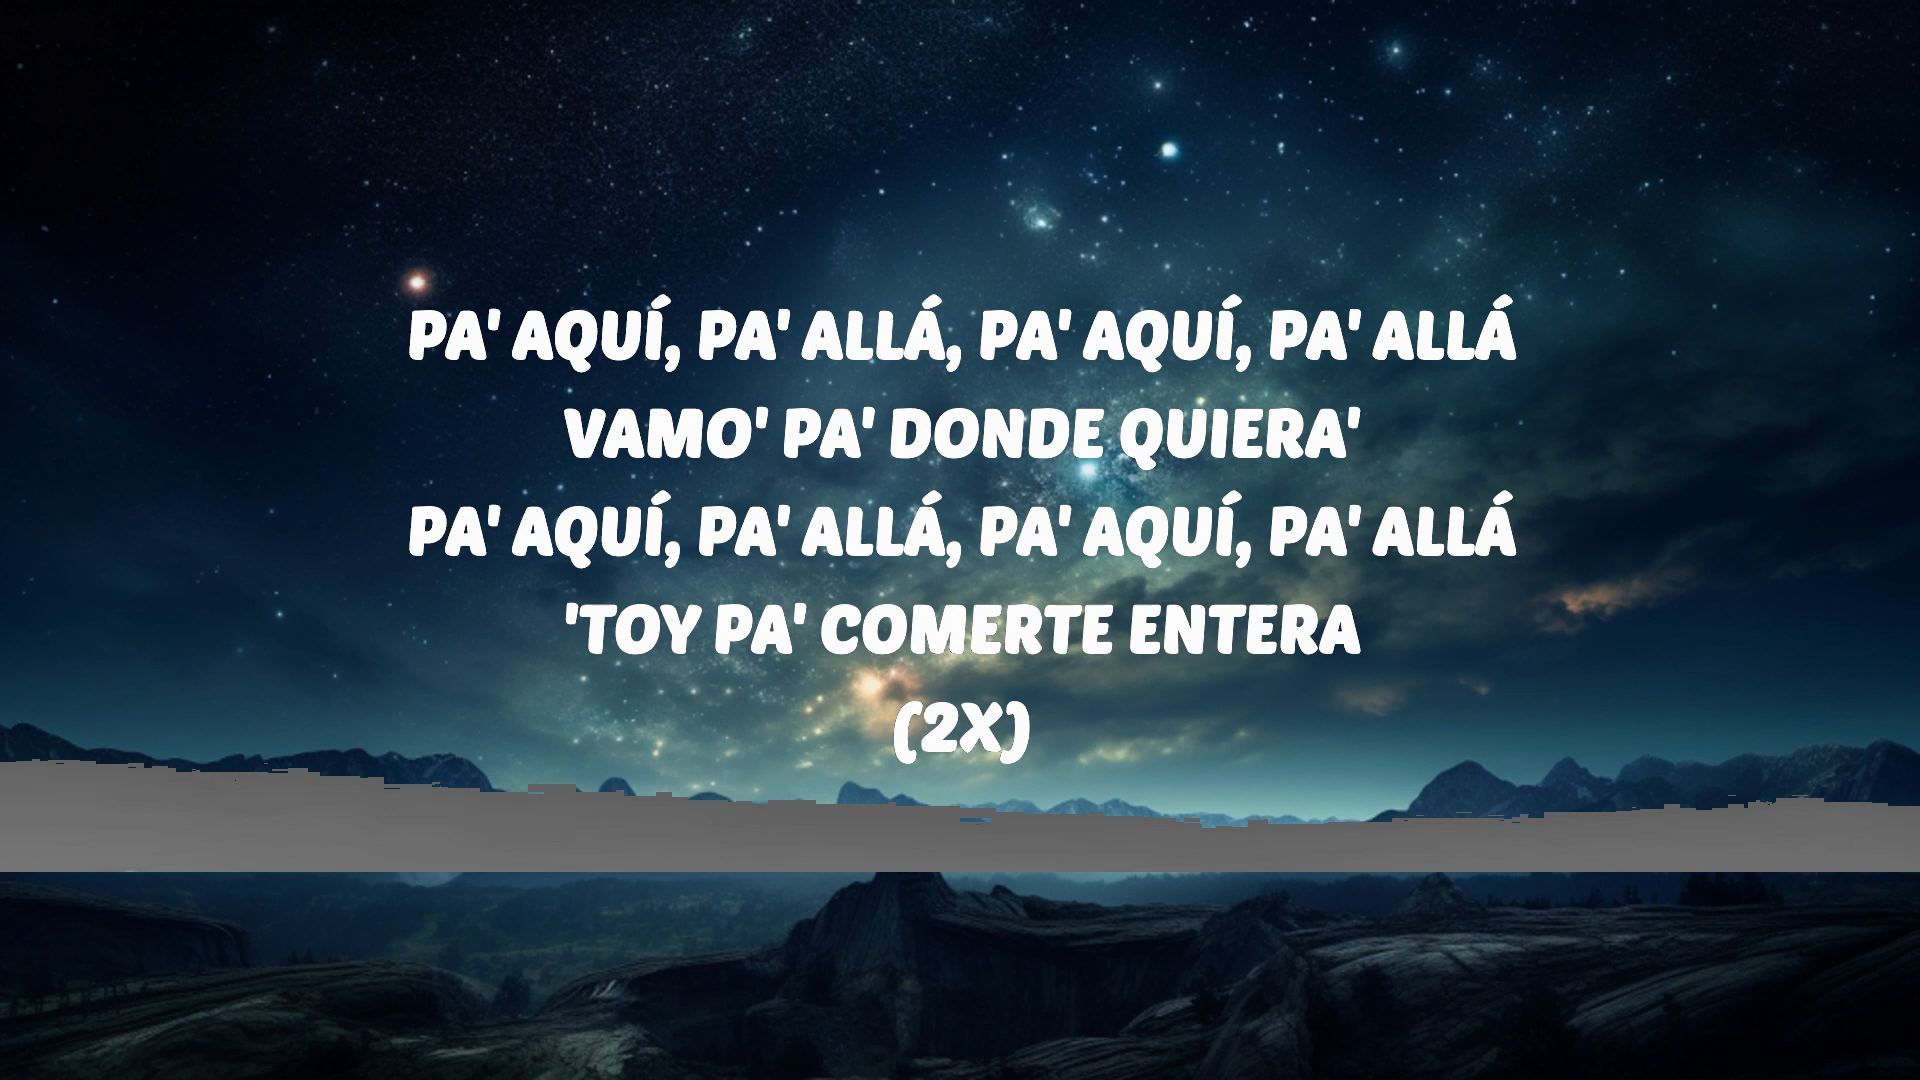 PA' AQUÍ, PA' ALLÁ, PA' AQUÍ, PA' ALLÁ
VAMO' PA' DONDE QUIERA'
PA' AQUÍ, PA' ALLÁ, PA' AQUÍ, PA' ALLÁ
'TOY PA' COMERTE ENTERA
(2X)